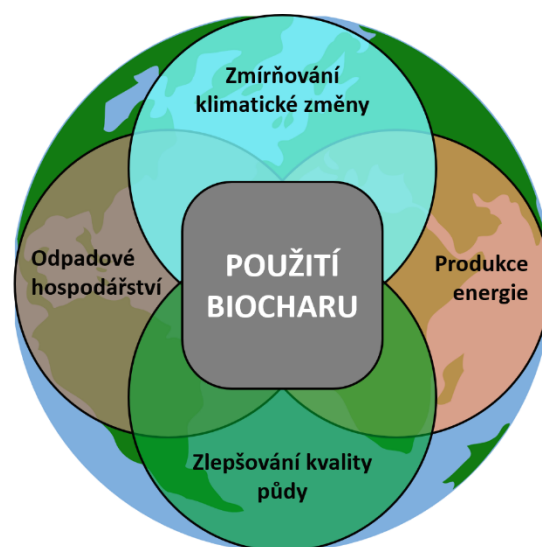 Zmírňování
klimatické změny
Odpadové
hospodářství
POUŽITÍ
BIOCHARU
Produkce
energie
Zlepšování kvality
půdy